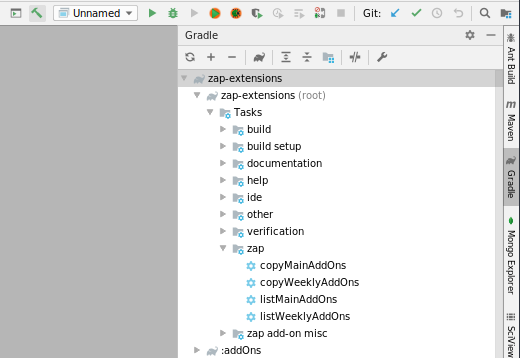 Unnamed
Git:
Gradle
zap-extensions
zap-extensions (root)
Tasks
build
build setup
documentation
help
ide
other
verification
zap
copyMainAddOns
copyWeeklyAddOns
listMainAddOns
listWeeklyAddOns
zap add-on misc
:addOns
Ant Build
Maven
Gradle
Mongo Explorer
SciView